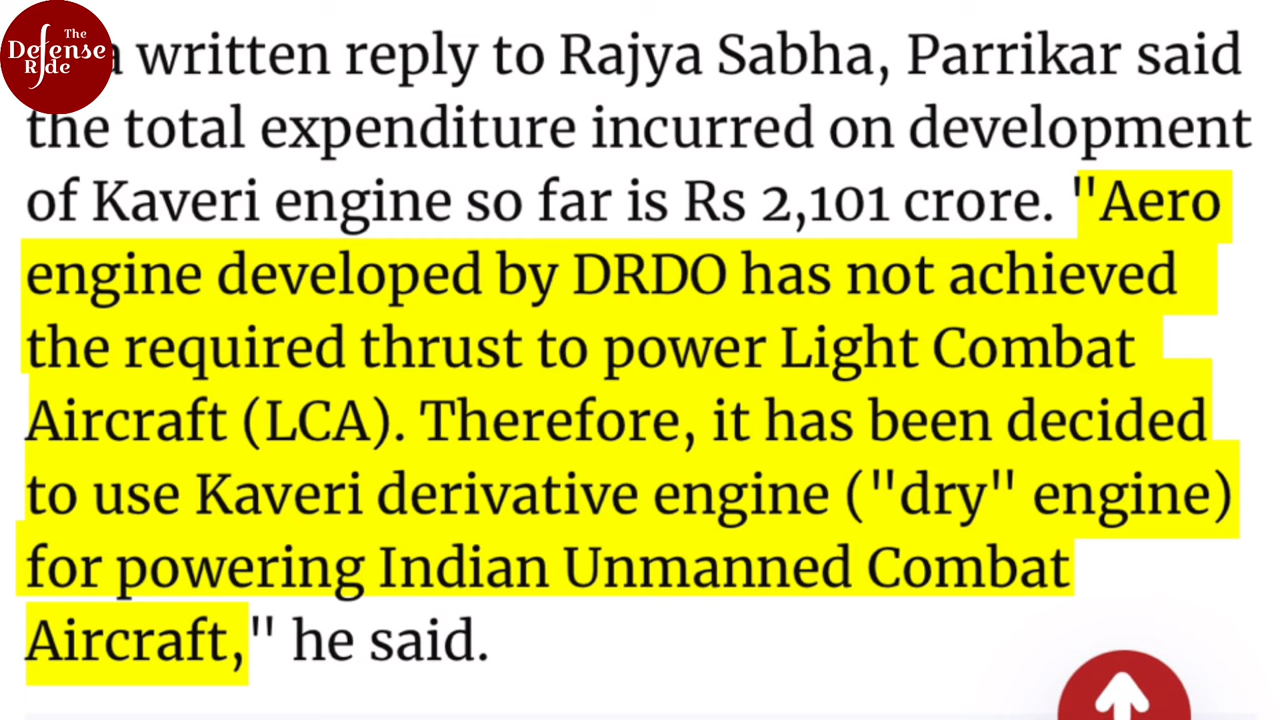 The
Defense
Ride
a written reply to Rajya Sabha, Parrikar said
the total expenditure incurred on development
of Kaveri engine so far is Rs 2,101 crore. "Aero
engine developed by DRDO has not achieved
the required thrust to power Light Combat
Aircraft (LCA). Therefore, it has been decided
to use Kaveri derivative engine ("dry" engine)
for powering Indian Unmanned Combat
Aircraft," he said.